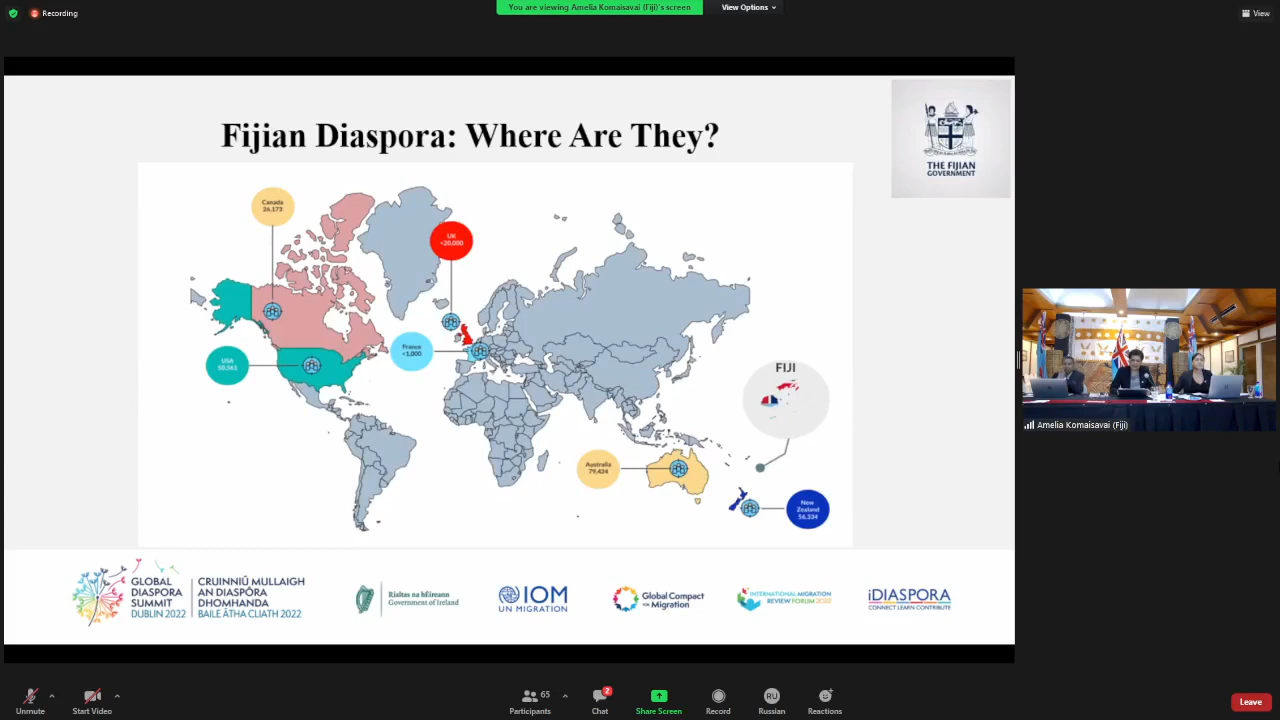 Recording
You are viewing Amelia Komaisavai (Fiji)'s screen
View Options
View
Fijian Diaspora: Where Are They?
THE FIJIAN
GOVERNMENT
Canada
26,173
UK
<20,000
France
<1,000
USA
FIJI
Australia
79,424
New
Zealand
56,334
Amelia Komaisavai (Fiji)
GLOBAL
DIASPORA
SUMMIT
DUBLIN 2022
CRUINNIÚ MULLAIGH
AN DIASPÓRA
DHOMHANDA
BAILE ÁTHA CLIATH 2022
Rialtas na hÉireann
Government of Ireland
IOM
UN MIGRATION
Global Compact
for Migration
INTERNATIONAL MIGRATION
REVIEW FORUM 2022
iDIASPORA
CONNECT LEARN CONTRIBUTE
Unmute
Start Video
65
Participants
2
Chat
Share Screen
Record
RU
Russian
Reactions
Leave